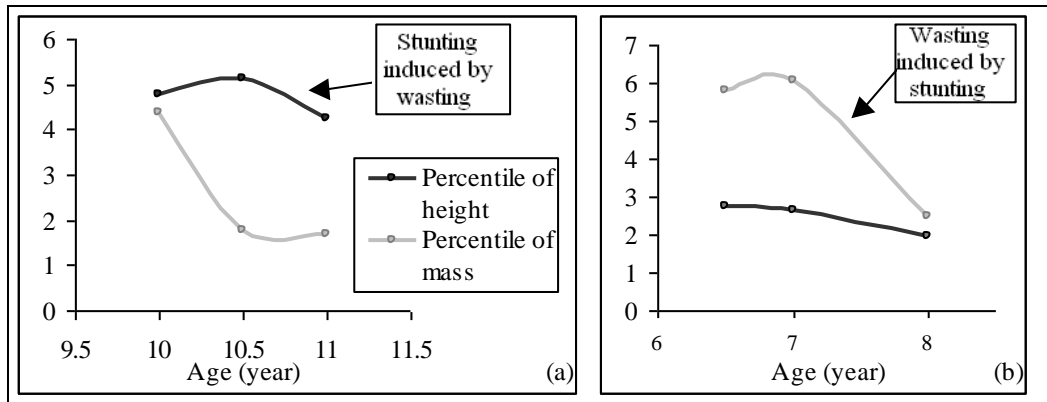 6
5
4
3
2
1
0
9.5 10 10.5 11 11.5
Age (year)
(a)
Stunting
induced by
wasting
Percentile of
height
Percentile of
mass
7
6
5
4
3
2
1
0
6 7 8
Age (year)
(b)
Wasting
induced by
stunting